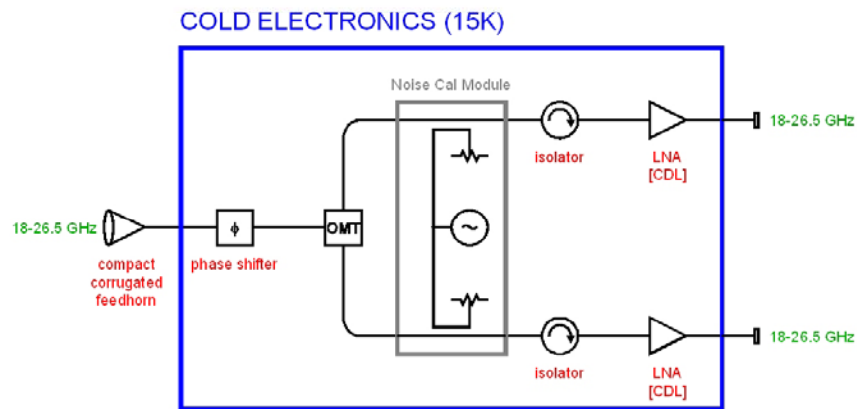 COLD ELECTRONICS (15K)
Noise Cal Module
18-26.5 GHz
isolator
LNA
[CDL]
18-26.5 GHz
ϕ
OMT
~
compact
corrugated
feedhorn
phase shifter
18-26.5 GHz
isolator
LNA
[CDL]